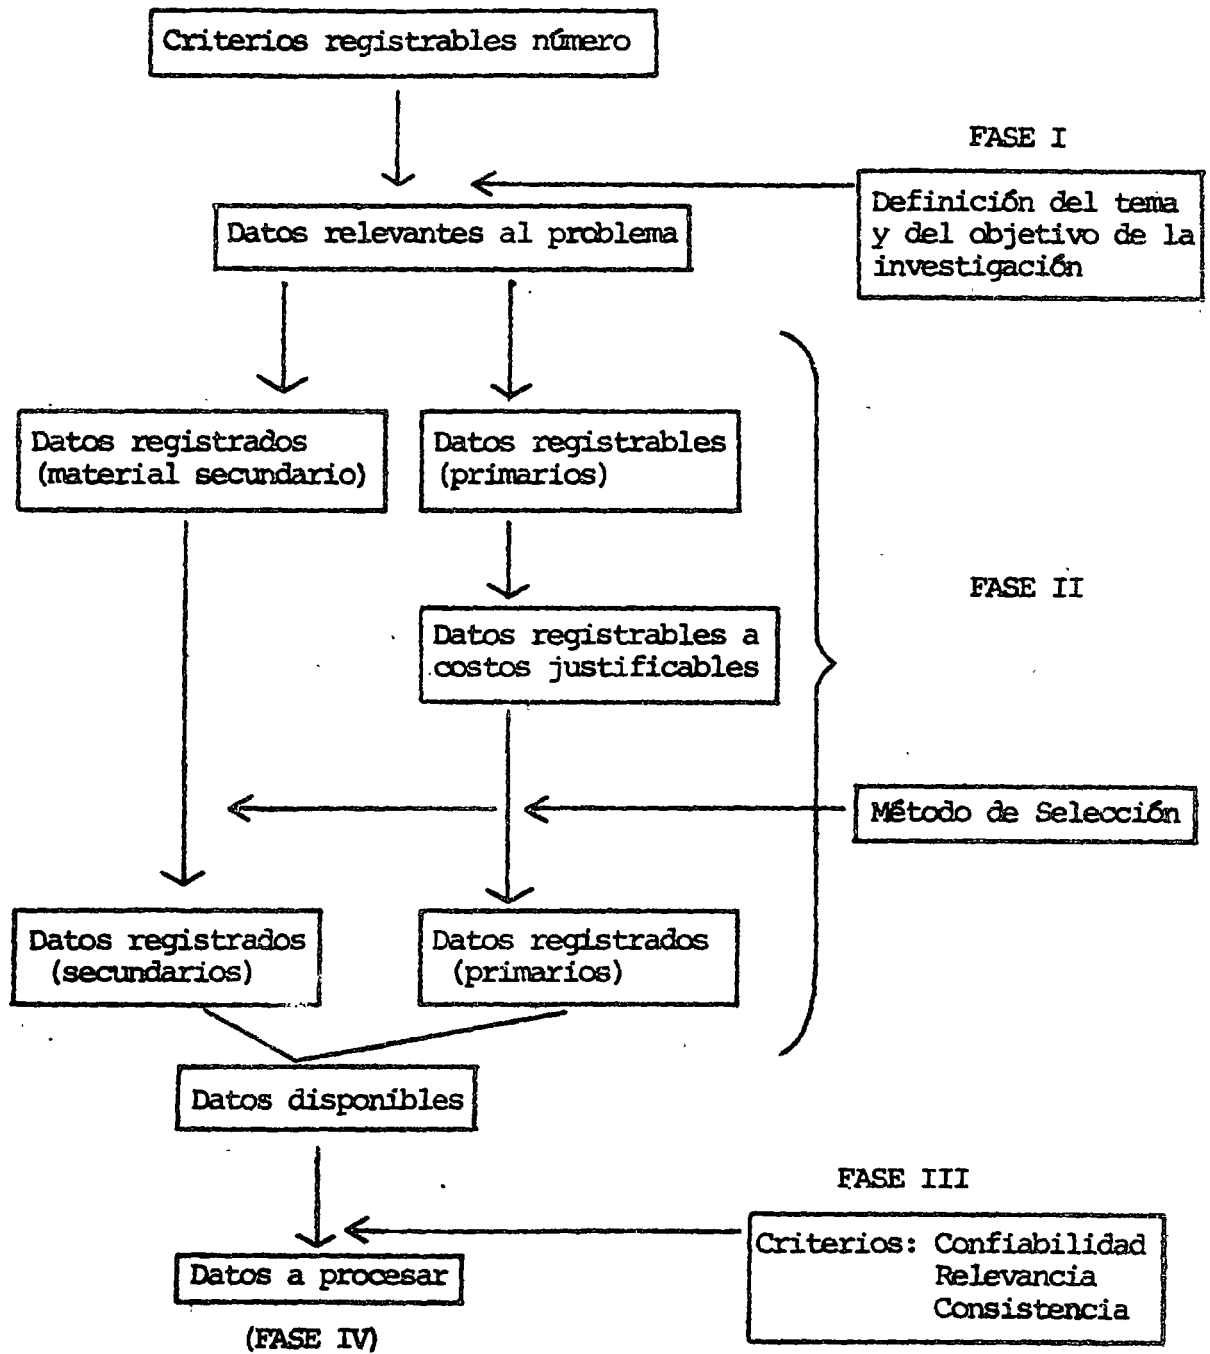 Criterios registrables número
FASE I
Definición del tema
y del objetivo de la
investigación
Datos relevantes al problema
Datos registrados
(material secundario)
Datos registrables
(primarios)
FASE II
Datos registrables a
costos justificables
Método de Selección
Datos registrados
(secundarios)
Datos registrados
(primarios)
Datos disponibles
FASE III
Criterios: Confiabilidad
Relevancia
Consistencia
Datos a procesar
(FASE IV)